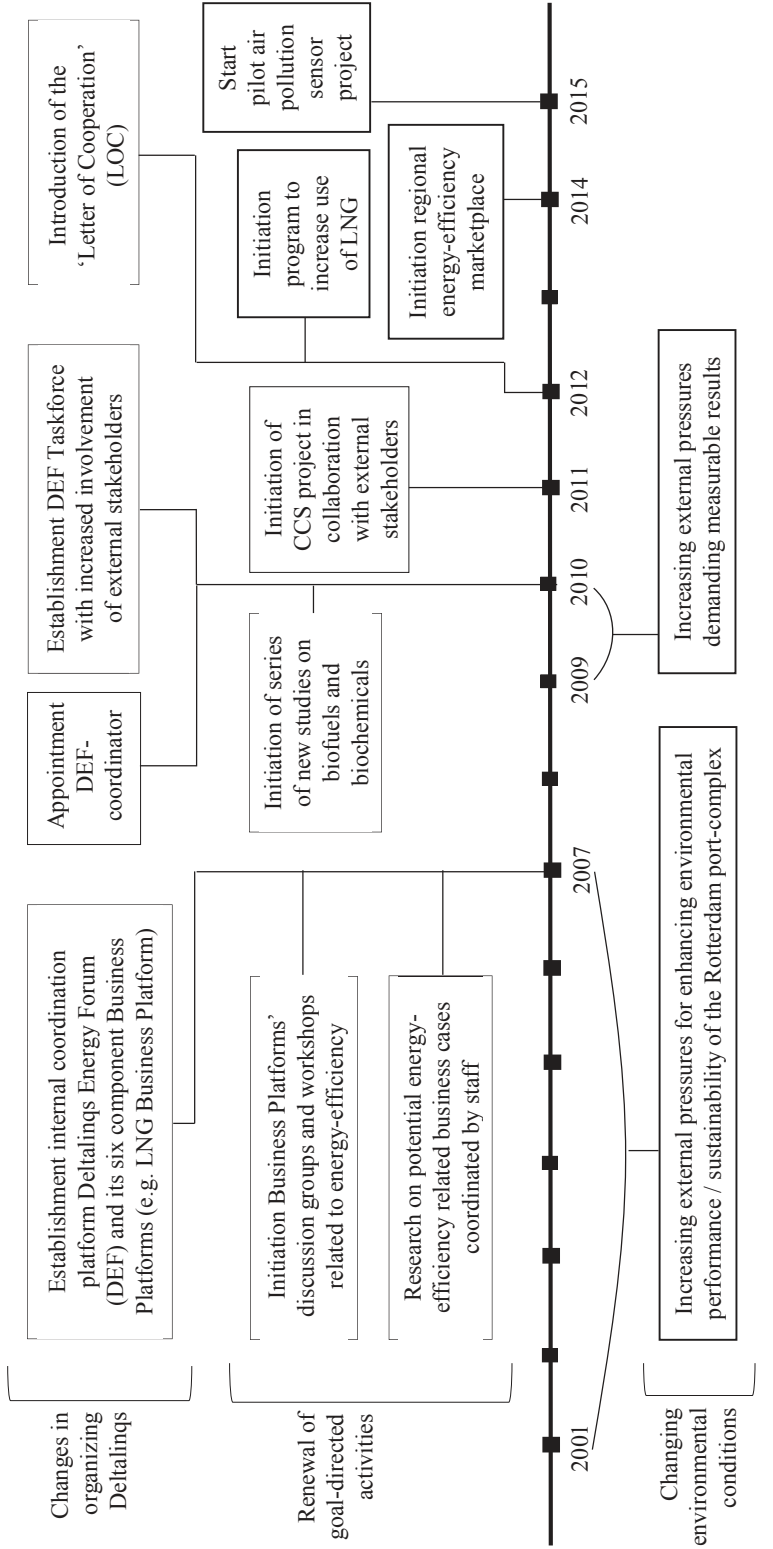 Changes in
organizing
Deltalinqs
Establishment internal coordination
platform Deltalinqs Energy Forum
(DEF) and its six component Business
Platforms (e.g. LNG Business Platform)
Appointment
DEF-
coordinator
Establishment DEF Taskforce
with increased involvement
of external stakeholders
Introduction of the
‘Letter of Cooperation’
(LOC)
Renewal of
goal-directed
activities
Initiation Business Platforms’
discussion groups and workshops
related to energy-efficiency
Research on potential energy-
efficiency related business cases
coordinated by staff
Initiation of series
of new studies on
biofuels and
biochemicals
Initiation of
CCS project in
collaboration
with external
stakeholders
Initiation
program to
increase use
of LNG
Initiation regional
energy-efficiency
marketplace
Start
pilot air
pollution
sensor
project
2001
2007
2009
2010
2011
2012
2014
2015
Changing
environmental
conditions
Increasing external pressures for enhancing environmental
performance / sustainability of the Rotterdam port-complex
Increasing external pressures
demanding measurable results